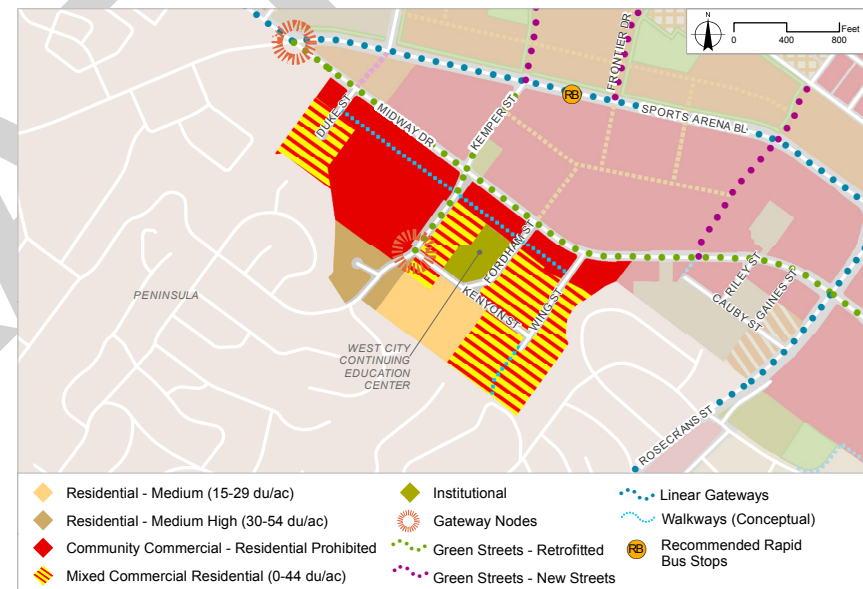 N
0 400 800 Feet
FRONTIER DR
RB
SPORTS ARENA BL
DUKE ST
MIDWAY DR
KEMPER ST
FORDHAM ST
KENYON ST
WING ST
RILEY ST
CAUBY ST
GAINES ST
ROSECRANS ST
PENINSULA
WEST CITY
CONTINUING
EDUCATION
CENTER
Residential - Medium (15-29 du/ac)
Residential - Medium High (30-54 du/ac)
Community Commercial - Residential Prohibited
Mixed Commercial Residential (0-44 du/ac)
Institutional
Gateway Nodes
Green Streets - Retrofitted
Green Streets - New Streets
Linear Gateways
Walkways (Conceptual)
RB Recommended Rapid
Bus Stops